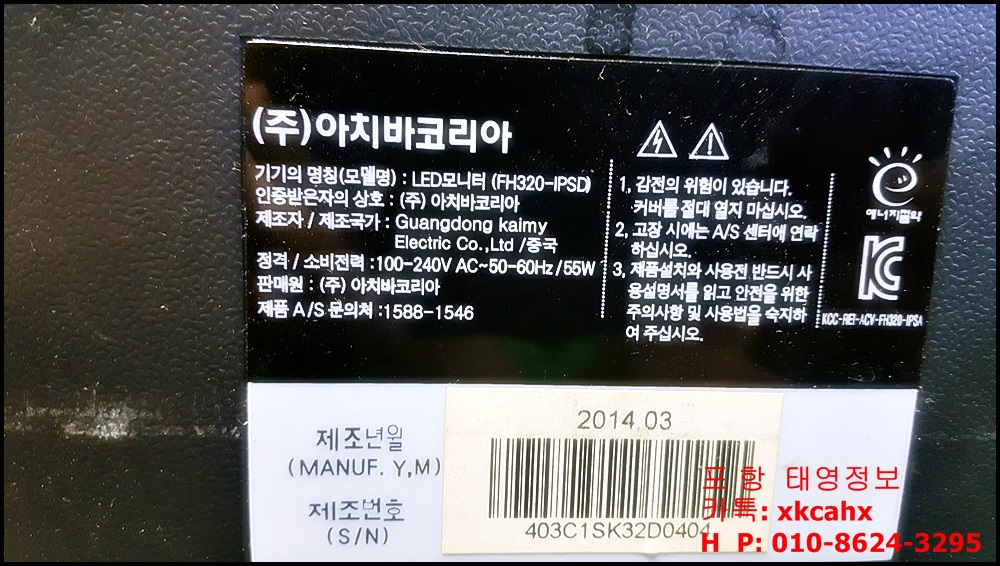 (주)아치바코리아
기기의 명칭(모델명) : LED모니터 (FH320-IPSD)
인증받은자의 상호 : (주) 아치바코리아
제조자 / 제조국가 : Guangdong kaimy
Electric Co.,Ltd /중국
정격 / 소비전력 :100-240V AC~50-60Hz /55W
판매원 : (주) 아치바코리아
제품 A/S 문의처 :1588-1546
1, 감전의 위험이 있습니다.
커버를 절대 열지 마십시오.
2, 고장 시에는 A/S 센터에 연락
하십시오.
3, 제품설치와 사용전 반드시 사
용설명서를 읽고 안전을 위한
주의사항 및 사용법을 숙지하
여 주십시오.
에너지절약
KCC-REI-ACV-FH320-IPSA
제조년월
(MANUF. Y,M)
2014.03
제조번호
(S/N)
403C1SK32D0404
포 항 태영정보
카톡: xkcahx
H P: 010-8624-3295